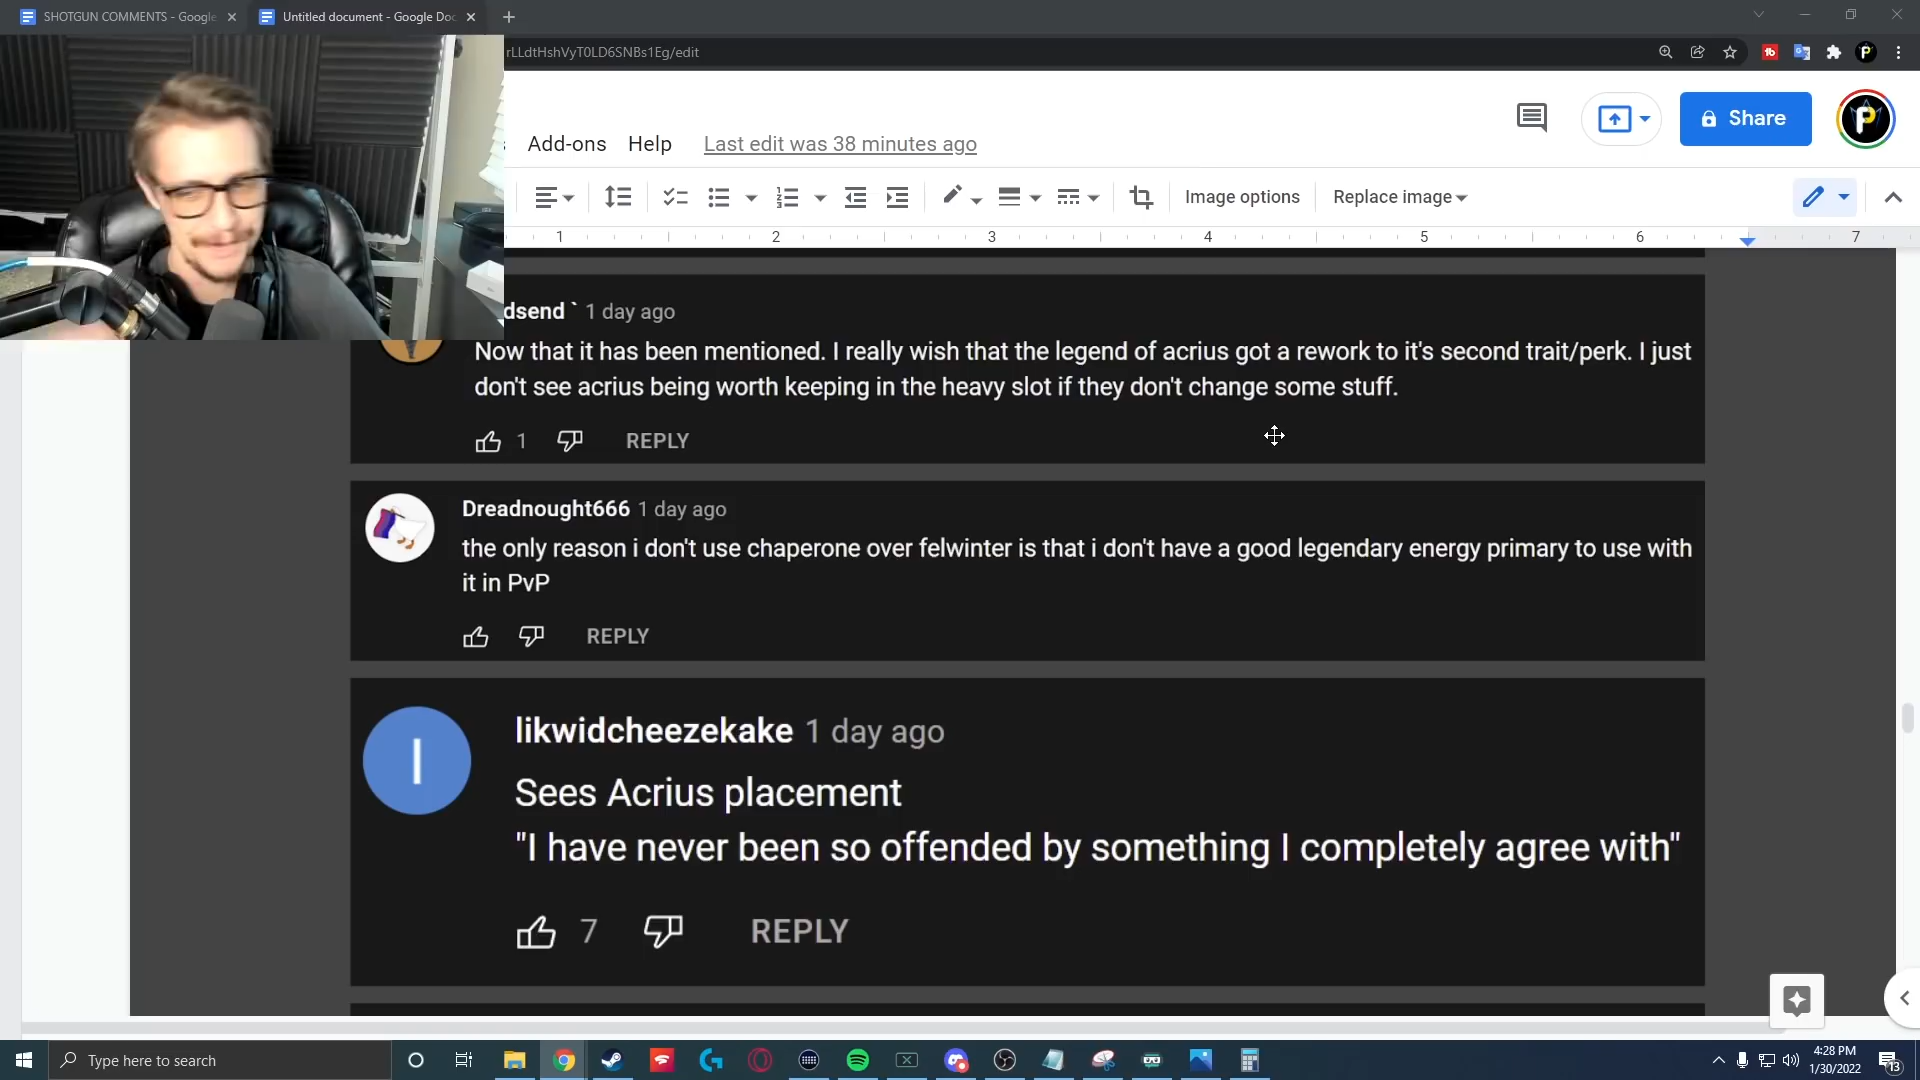 SHOTGUN COMMENTS - Google
Untitled document - Google Doc
rLLdtHshVyT0LD6SNBs1Eg/edit
Add-ons Help Last edit was 38 minutes ago
Share
P
Image options Replace image
1 2 3 4 5 6 7
dsend ` 1 day ago
Now that it has been mentioned. I really wish that the legend of acrius got a rework to it's second trait/perk. I just
don't see acrius being worth keeping in the heavy slot if they don't change some stuff.
1 REPLY
Dreadnought666 1 day ago
the only reason i don't use chaperone over felwinter is that i don't have a good legendary energy primary to use with
it in PvP
REPLY
l
likwidcheezekake 1 day ago
Sees Acrius placement
"I have never been so offended by something I completely agree with"
7 REPLY
Type here to search
4:28 PM
1/30/2022
13